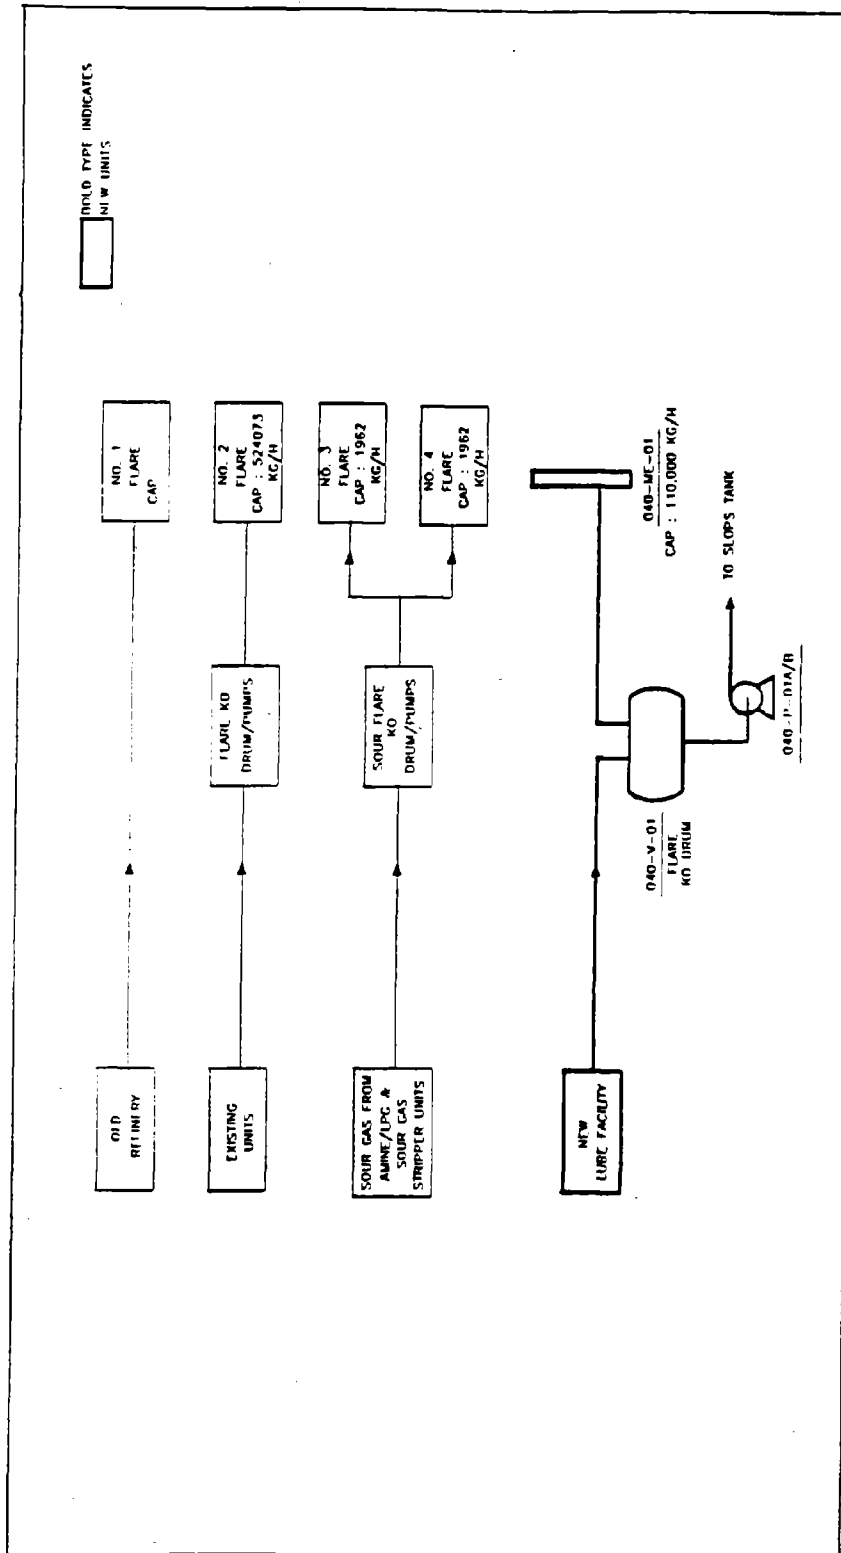 BOLD TYPE INDICATES
NEW UNITS
OLD
REFINERY
NO. 1
FLARE
CAP
EXISTING
UNITS
FLARE KO
DRUM/PUMPS
NO. 2
FLARE
CAP : 524073
KG/H
SOUR GAS FROM
AMINE/LPG &
SOUR GAS
STRIPPER UNITS
SOUR FLARE
KO
DRUM/PUMPS
NO. 3
FLARE
CAP : 1962
KG/H
NO. 4
FLARE
CAP : 1962
KG/H
NEW
LUBE FACILITY
040-V-01
FLARE
KO DRUM
040-ME-01
CAP : 110,000 KG/H
TO SLOPS TANK
040-P-01A/B